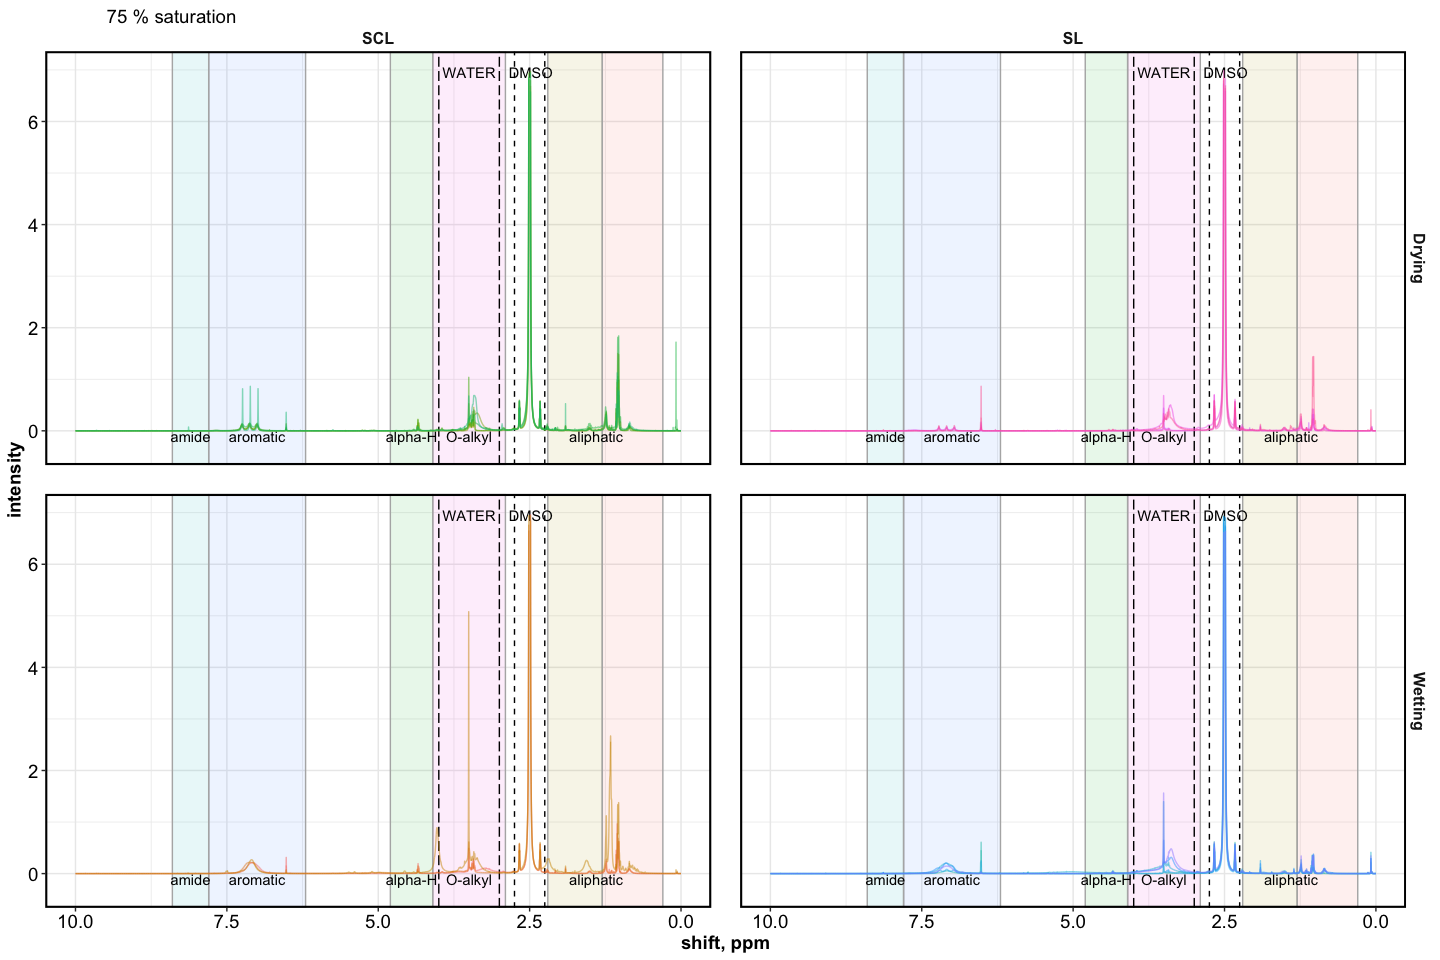 75 % saturation
SCL
SL
WATER DMSO
WATER DMSO
6
4
2
0
amide aromatic alpha-H O-alkyl aliphatic
amide aromatic alpha-H O-alkyl aliphatic
Drying
intensity
WATER DMSO
WATER DMSO
6
4
2
0
amide aromatic alpha-H O-alkyl aliphatic
amide aromatic alpha-H O-alkyl aliphatic
Wetting
10.0 7.5 5.0 2.5 0.0
10.0 7.5 5.0 2.5 0.0
shift, ppm